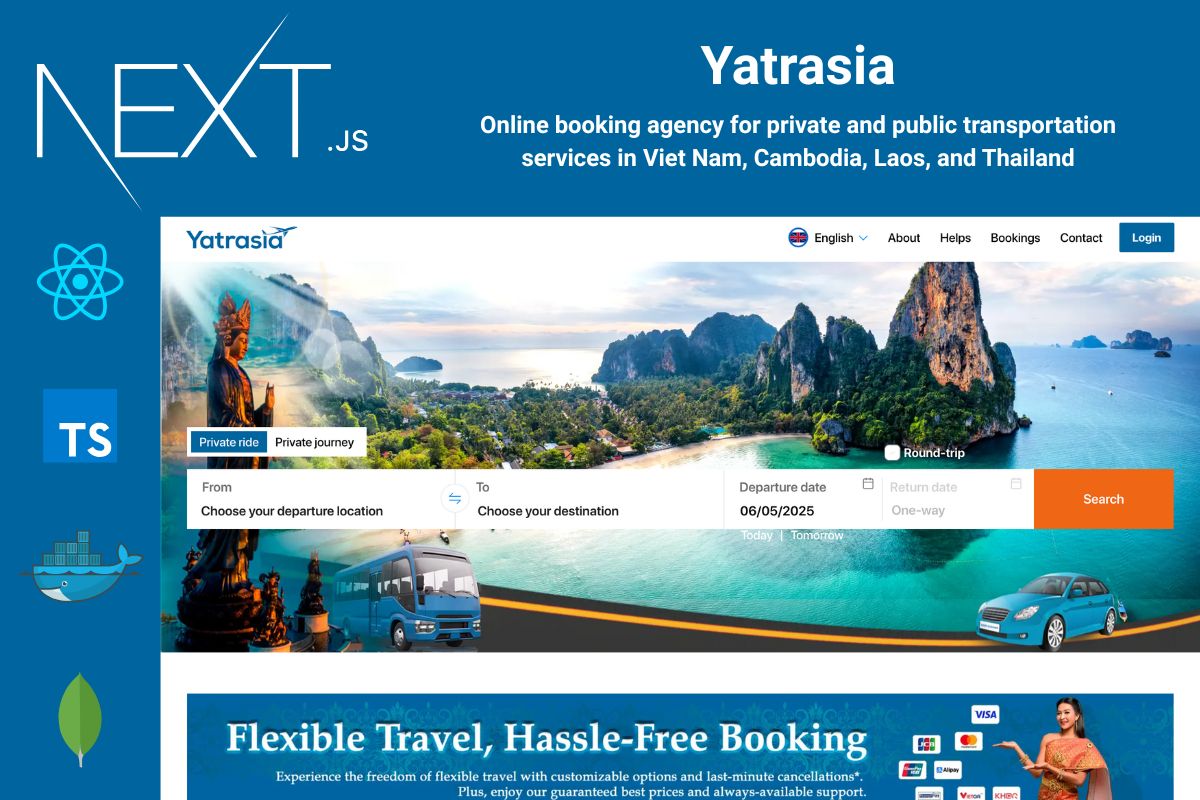 NEXT.JS
Yatrasia
Online booking agency for private and public transportation
services in Viet Nam, Cambodia, Laos, and Thailand
Yatrasia
English
About
Helps
Bookings
Contact
Login
TS
Private ride
Private journey
Round-trip
From
Choose your departure location
To
Choose your destination
Departure date
06/05/2025
Return date
One-way
Search
Today | Tomorrow
Flexible Travel, Hassle-Free Booking
Experience the freedom of flexible travel with customizable options and last-minute cancellations*.
Plus, enjoy our guaranteed best prices and always-available support.
VISA
JCB
mastercard
UnionPay
Alipay
VIETQR
KHQR